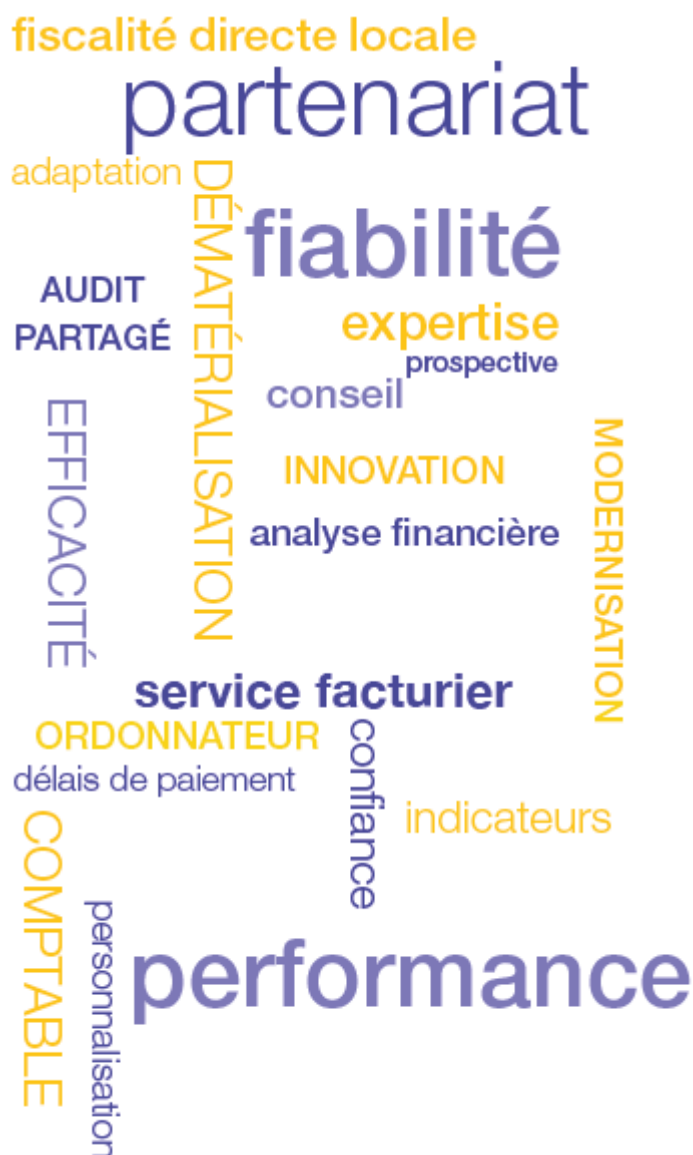 fiscalité directe locale
partenariat
adaptation
DÉMATÉRIALISATION
fiabilité
AUDIT
PARTAGÉ
expertise
prospective
conseil
EFFICACITÉ
INNOVATION
MODERNISATION
analyse financière
service facturier
ORDONNATEUR
confiance
délais de paiement
indicateurs
COMPTABLE
personnalisation
performance